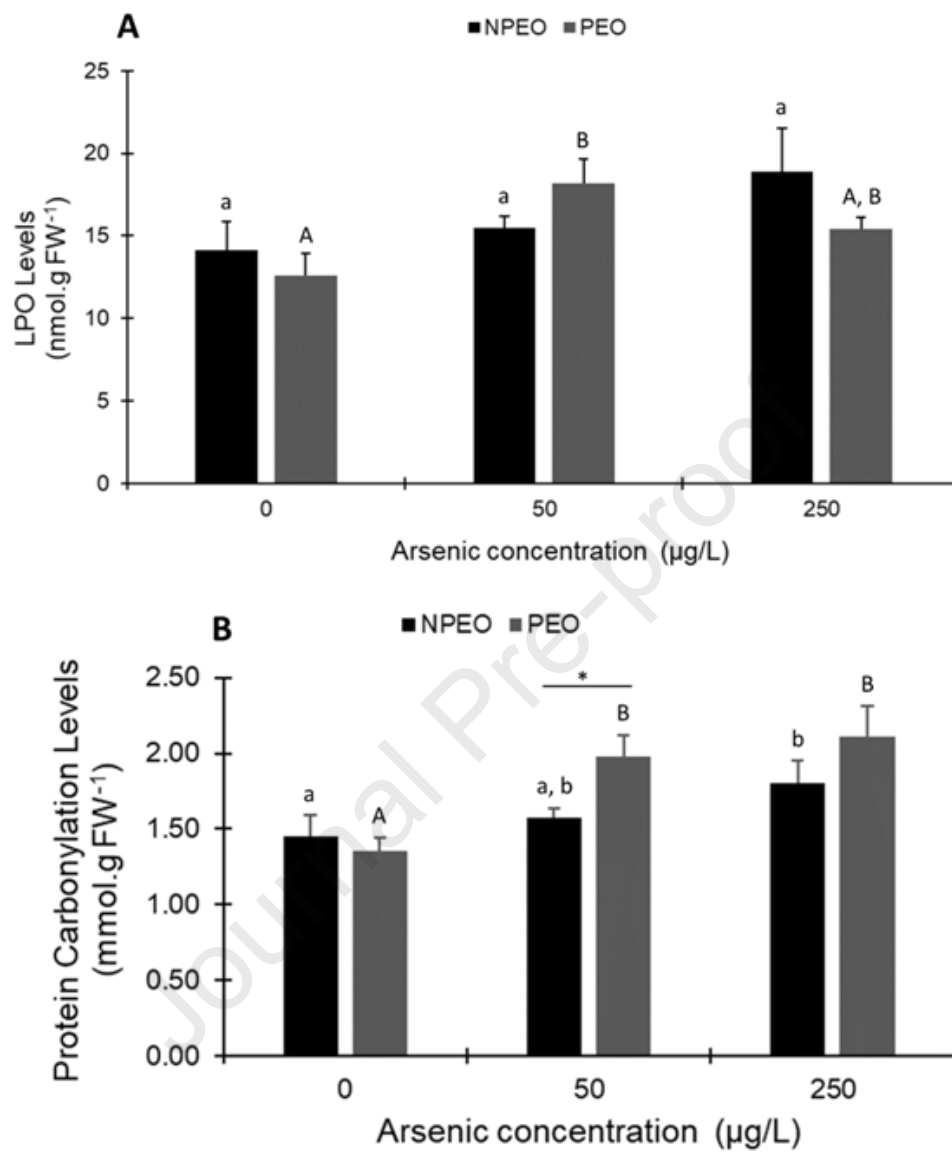 A
NPEO PEO
25
20
15
10
5
0
LPO Levels
(nmol.g FW⁻¹)
a
A
a
B
a
A, B
0 50 250
Arsenic concentration (µg/L)
B
NPEO PEO
2.50
2.00
1.50
1.00
0.50
0.00
Protein Carbonylation Levels
(mmol.g FW⁻¹)
a
A
a, b
*
B
b
B
0 50 250
Arsenic concentration (µg/L)
Journal Pre-proof